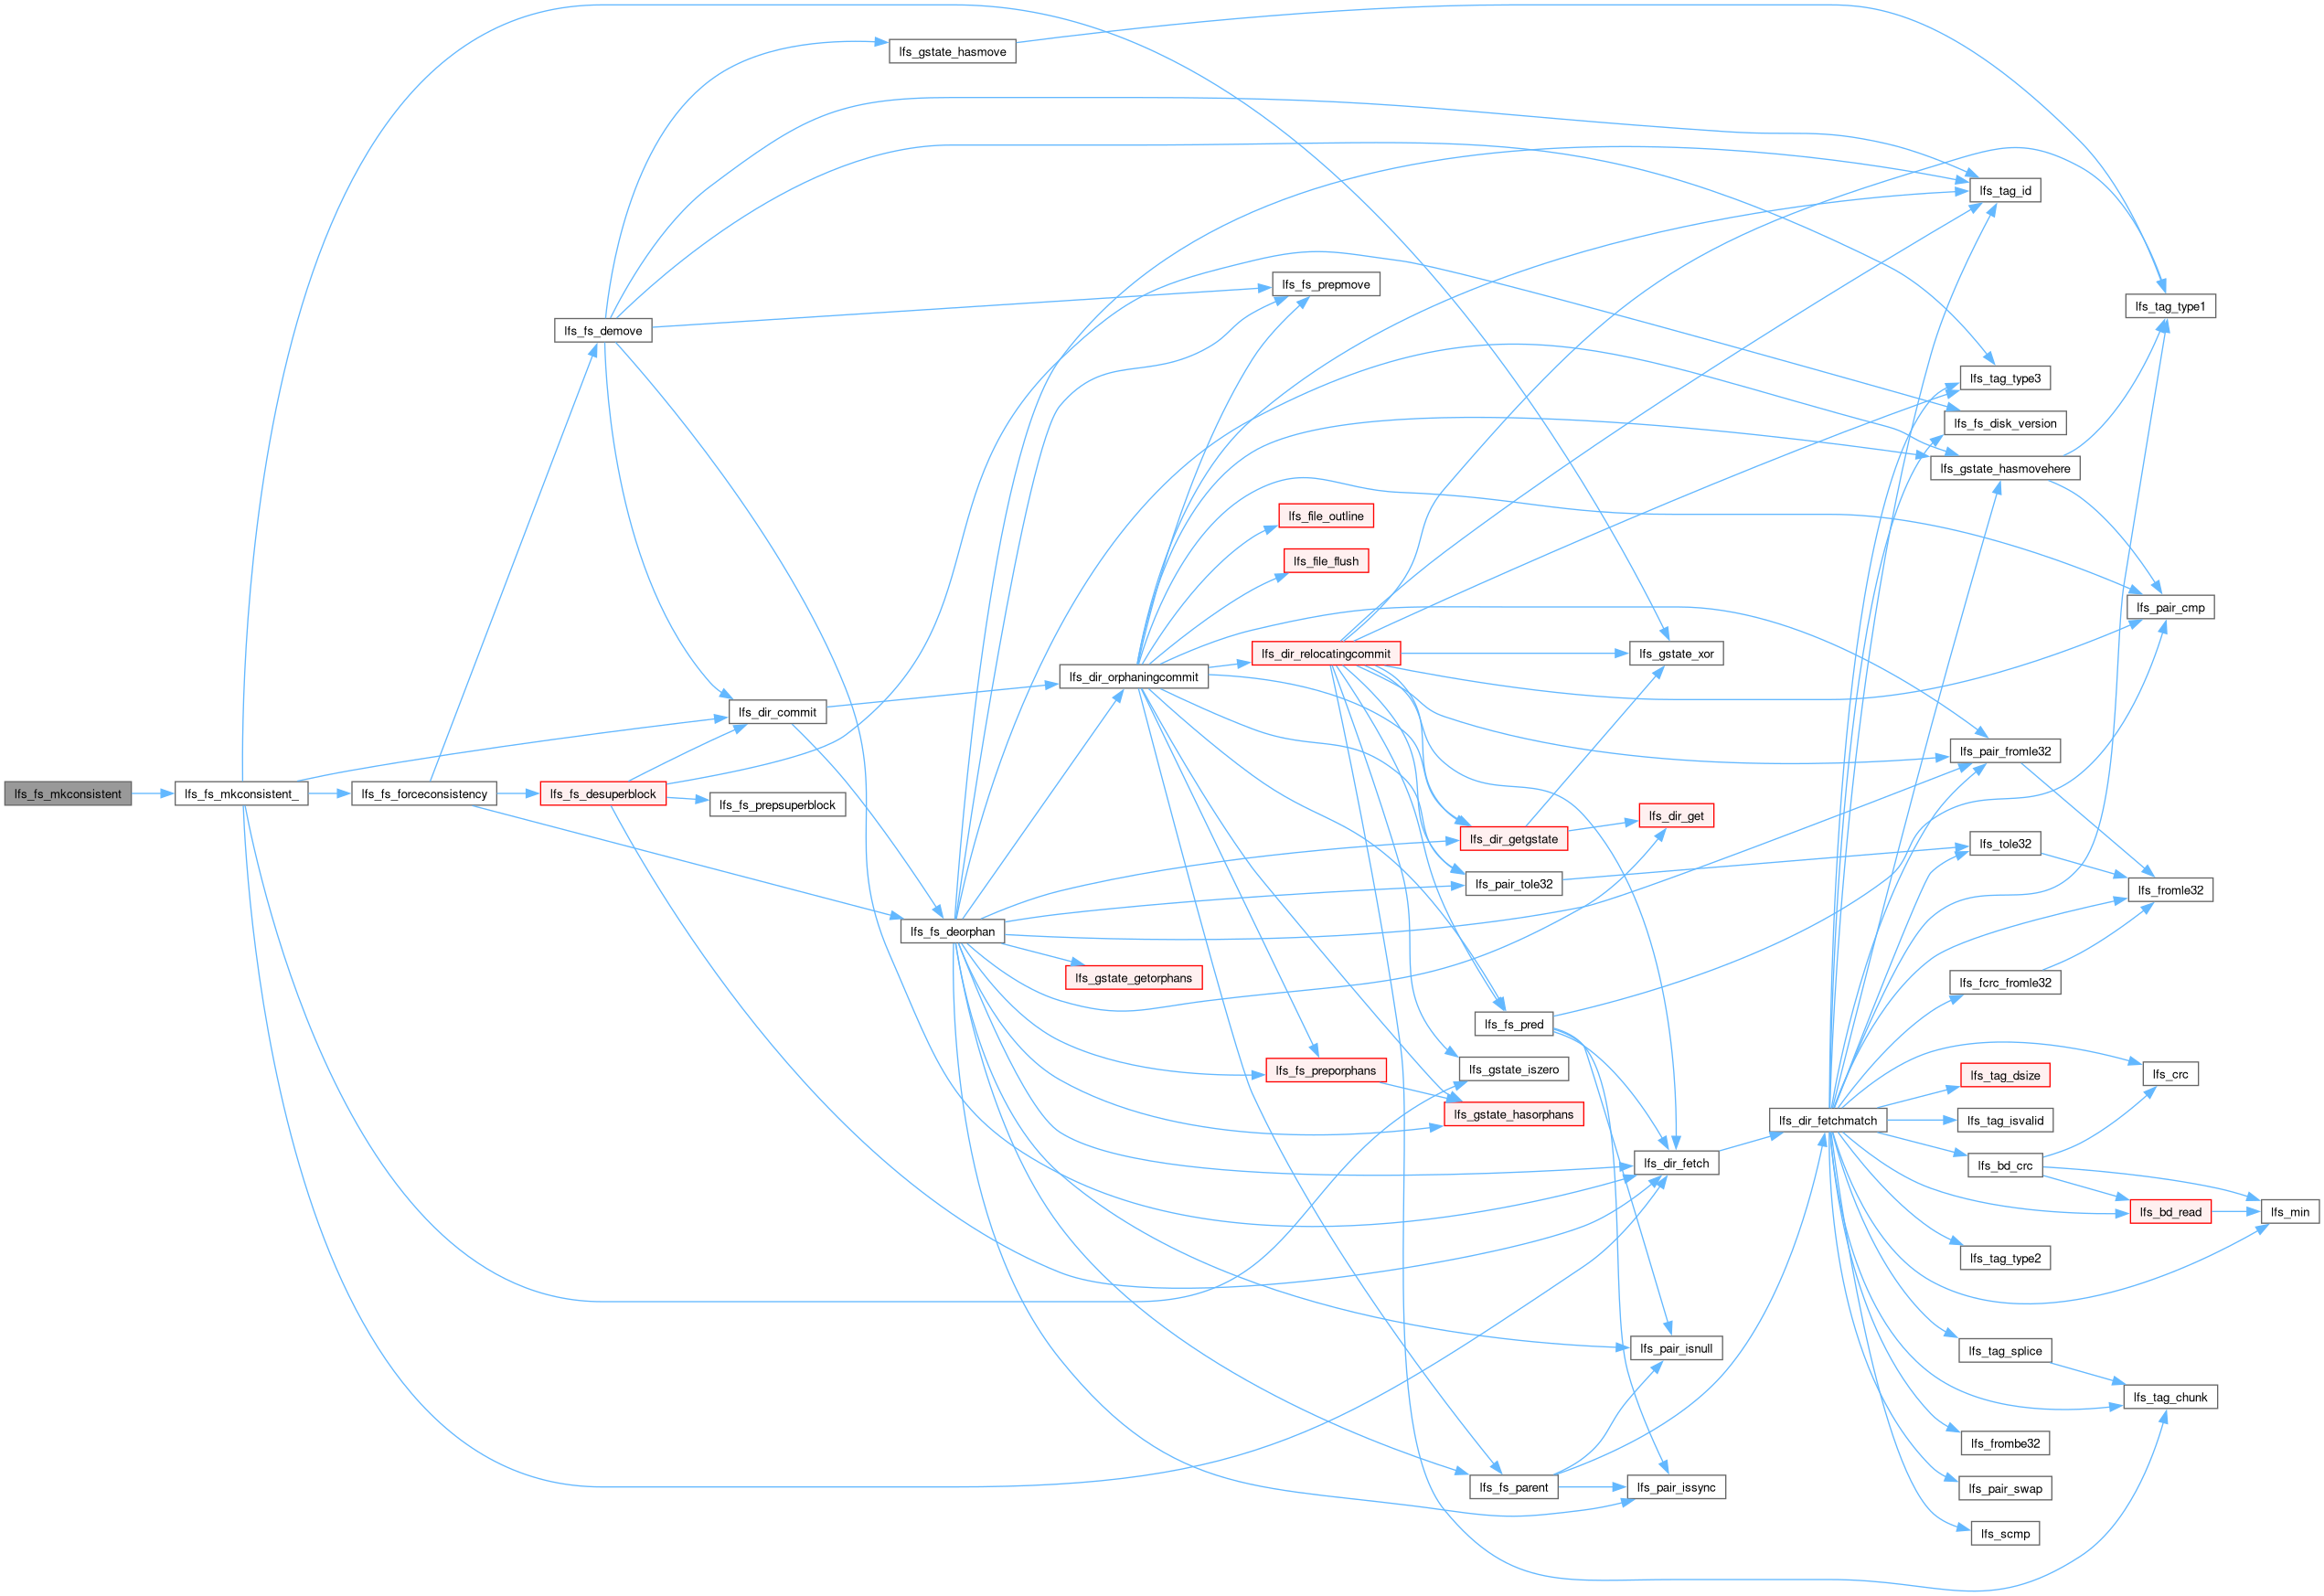 lfs_gstate_hasmove
lfs_tag_id
lfs_fs_prepmove
lfs_tag_type1
lfs_fs_demove
lfs_tag_type3
lfs_fs_disk_version
lfs_gstate_hasmovehere
lfs_file_outline
lfs_file_flush
lfs_pair_cmp
lfs_dir_relocatingcommit
lfs_gstate_xor
lfs_dir_orphaningcommit
lfs_dir_commit
lfs_pair_fromle32
lfs_fs_mkconsistent
lfs_fs_mkconsistent_
lfs_fs_forceconsistency
lfs_fs_desuperblock
lfs_fs_prepsuperblock
lfs_dir_get
lfs_dir_getgstate
lfs_tole32
lfs_pair_tole32
lfs_fromle32
lfs_fs_deorphan
lfs_gstate_getorphans
lfs_fcrc_fromle32
lfs_fs_pred
lfs_fs_preporphans
lfs_gstate_iszero
lfs_tag_dsize
lfs_crc
lfs_gstate_hasorphans
lfs_dir_fetchmatch
lfs_tag_isvalid
lfs_dir_fetch
lfs_bd_crc
lfs_bd_read
lfs_min
lfs_tag_type2
lfs_pair_isnull
lfs_tag_splice
lfs_tag_chunk
lfs_frombe32
lfs_fs_parent
lfs_pair_issync
lfs_pair_swap
lfs_scmp